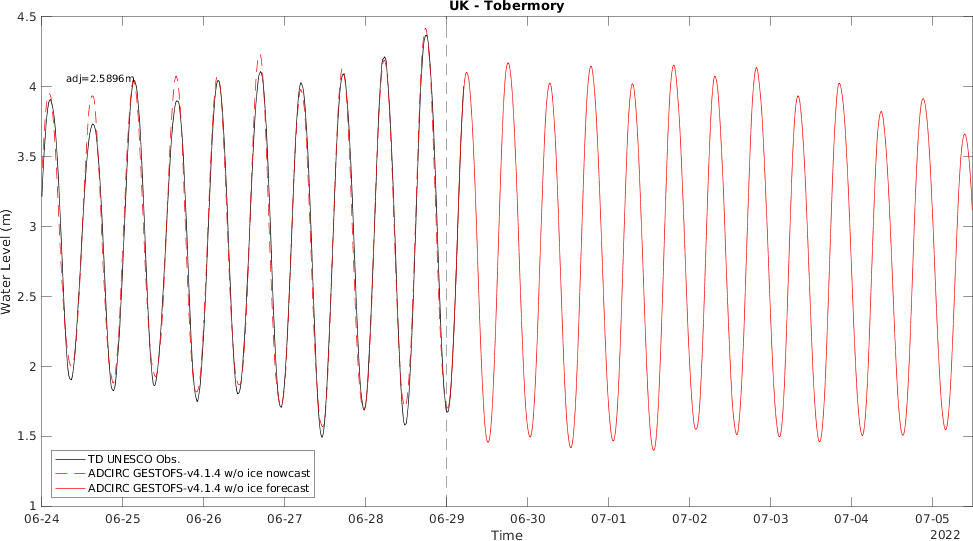 UK - Tobermory
4.5
adj=2.5896m
4
3.5
3
2.5
2
1.5
1
Water Level (m)
TD UNESCO Obs.
ADCIRC GESTOFS-v4.1.4 w/o ice nowcast
ADCIRC GESTOFS-v4.1.4 w/o ice forecast
06-24 06-25 06-26 06-27 06-28 06-29 06-30 07-01 07-02 07-03 07-04 07-05
Time
2022